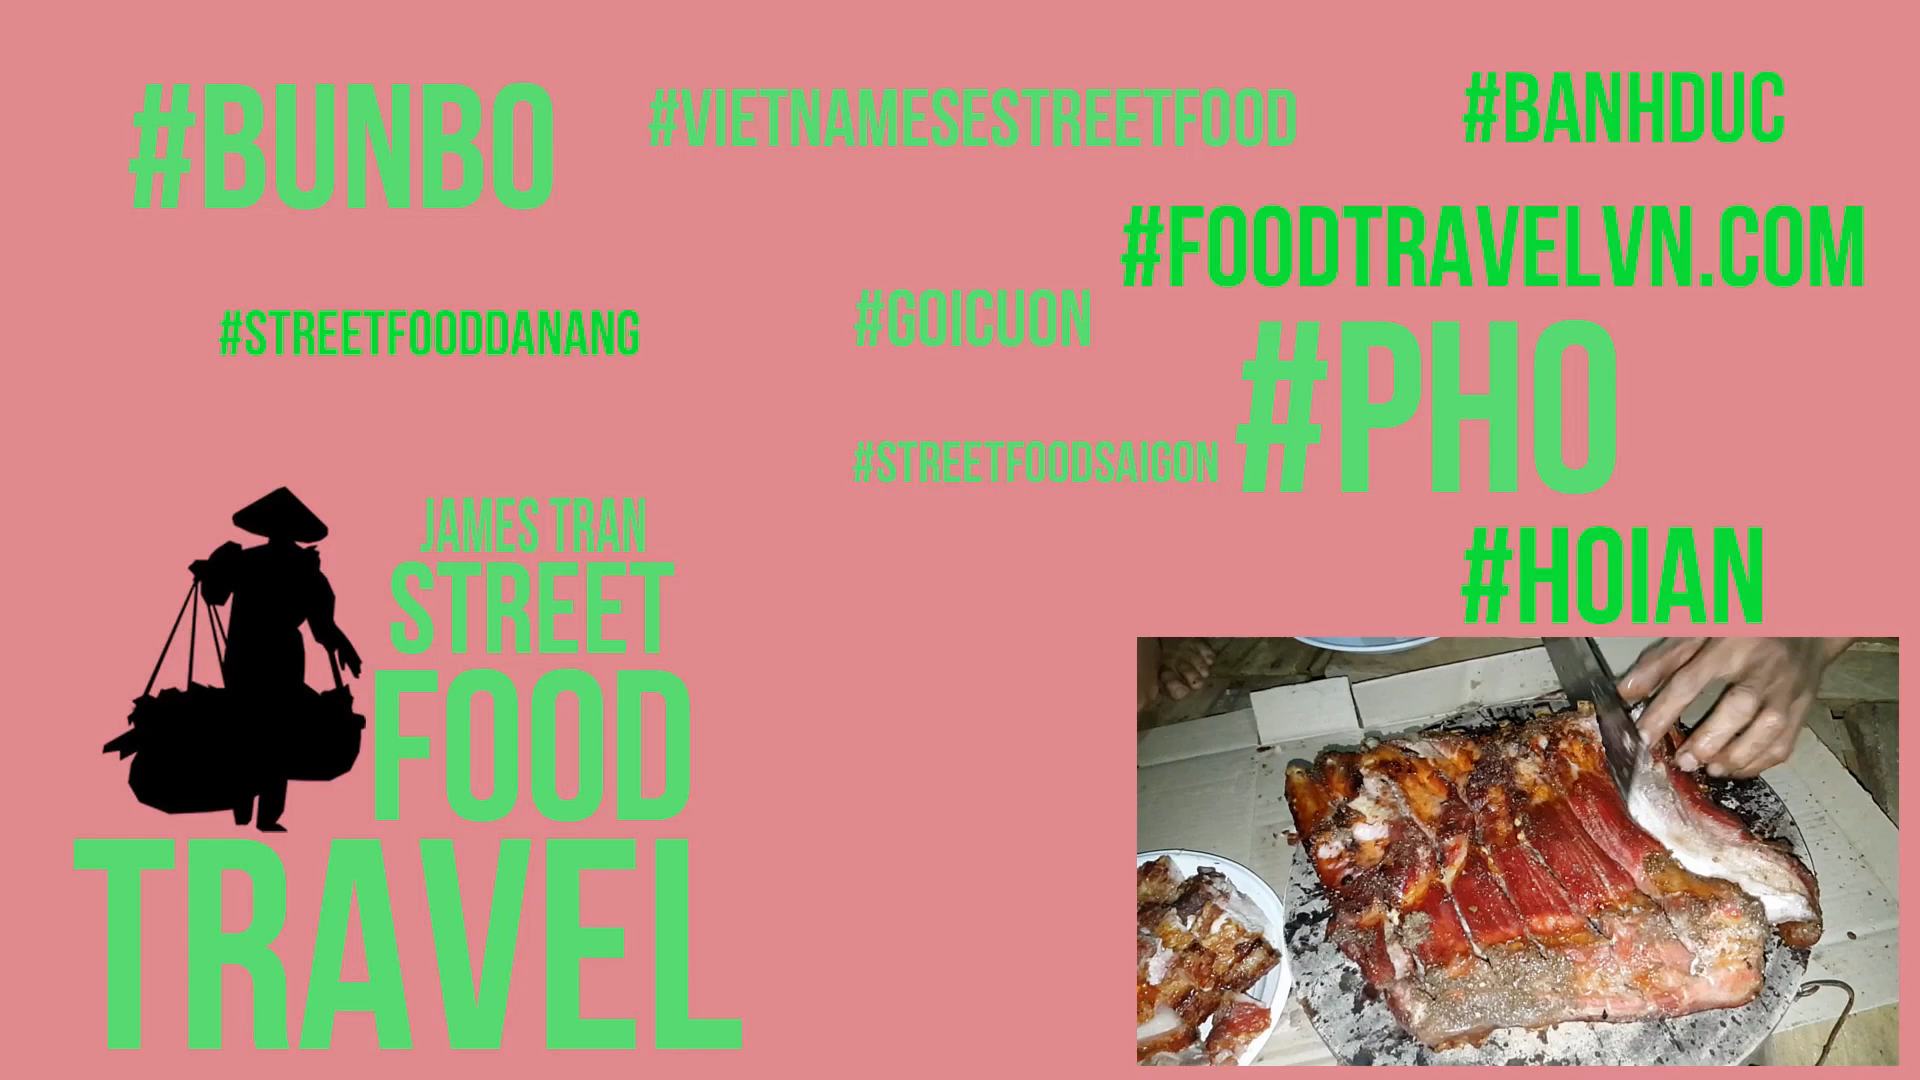 #BUNBO
#VIETNAMESESTREETFOOD
#BANHDUC
#FOODTRAVELVN.COM
#STREETFOODDANANG
#GOICUON
#PHO
#STREETFOODSAIGON
#HOIAN
JAMES TRAN
STREET
FOOD
TRAVEL